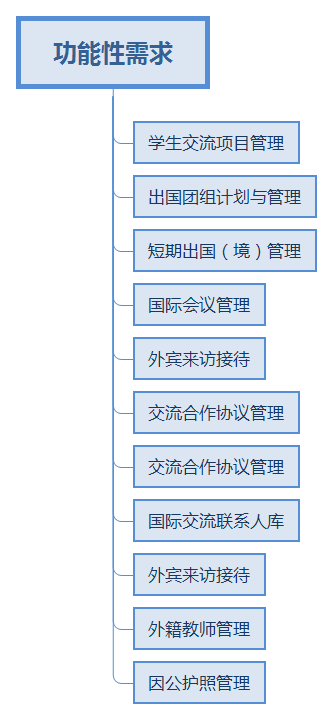 功能性需求
学生交流项目管理
出国团组计划与管理
短期出国（境）管理
国际会议管理
外宾来访接待
交流合作协议管理
交流合作协议管理
国际交流联系人库
外宾来访接待
外籍教师管理
因公护照管理